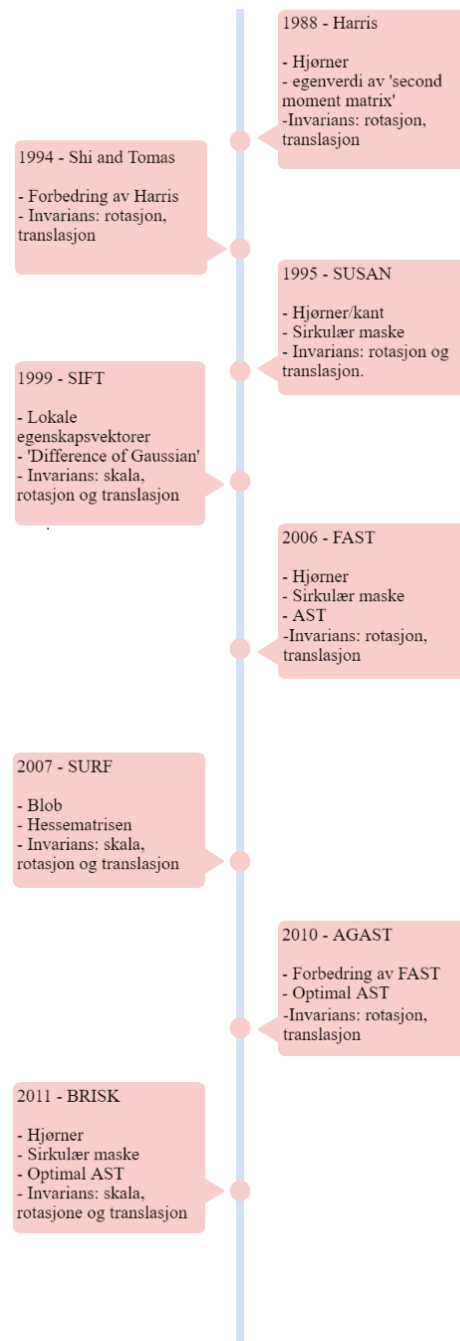 1988 - Harris
- Hjørner
- egenverdi av 'second
moment matrix'
-Invarians: rotasjon,
translasjon
1994 - Shi and Tomas
- Forbedring av Harris
- Invarians: rotasjon,
translasjon
1995 - SUSAN
- Hjørner/kant
- Sirkulær maske
- Invarians: rotasjon og
translasjon.
1999 - SIFT
- Lokale
egenskapsvektorer
- 'Difference of Gaussian'
- Invarians: skala,
rotasjon og translasjon
.
2006 - FAST
- Hjørner
- Sirkulær maske
- AST
-Invarians: rotasjon,
translasjon
2007 - SURF
- Blob
- Hessematrisen
- Invarians: skala,
rotasjon og translasjon
2010 - AGAST
- Forbedring av FAST
- Optimal AST
-Invarians: rotasjon,
translasjon
2011 - BRISK
- Hjørner
- Sirkulær maske
- Optimal AST
- Invarians: skala,
rotasjone og translasjon